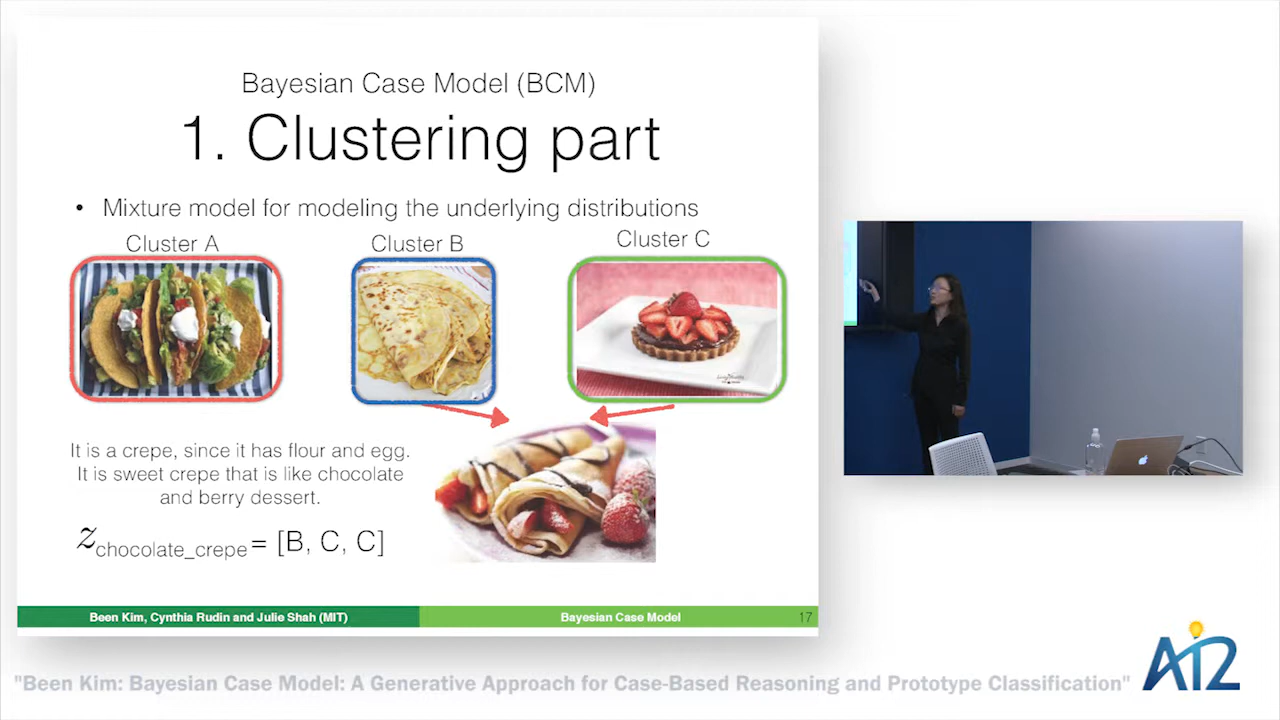 Bayesian Case Model (BCM)
1. Clustering part
• Mixture model for modeling the underlying distributions
Cluster A
Cluster B
Cluster C
It is a crepe, since it has flour and egg.
It is sweet crepe that is like chocolate
and berry dessert.
z chocolate_crepe = [B, C, C]
Been Kim, Cynthia Rudin and Julie Shah (MIT)
Bayesian Case Model
17
"Been Kim: Bayesian Case Model: A Generative Approach for Case-Based Reasoning and Prototype Classification"
AI2